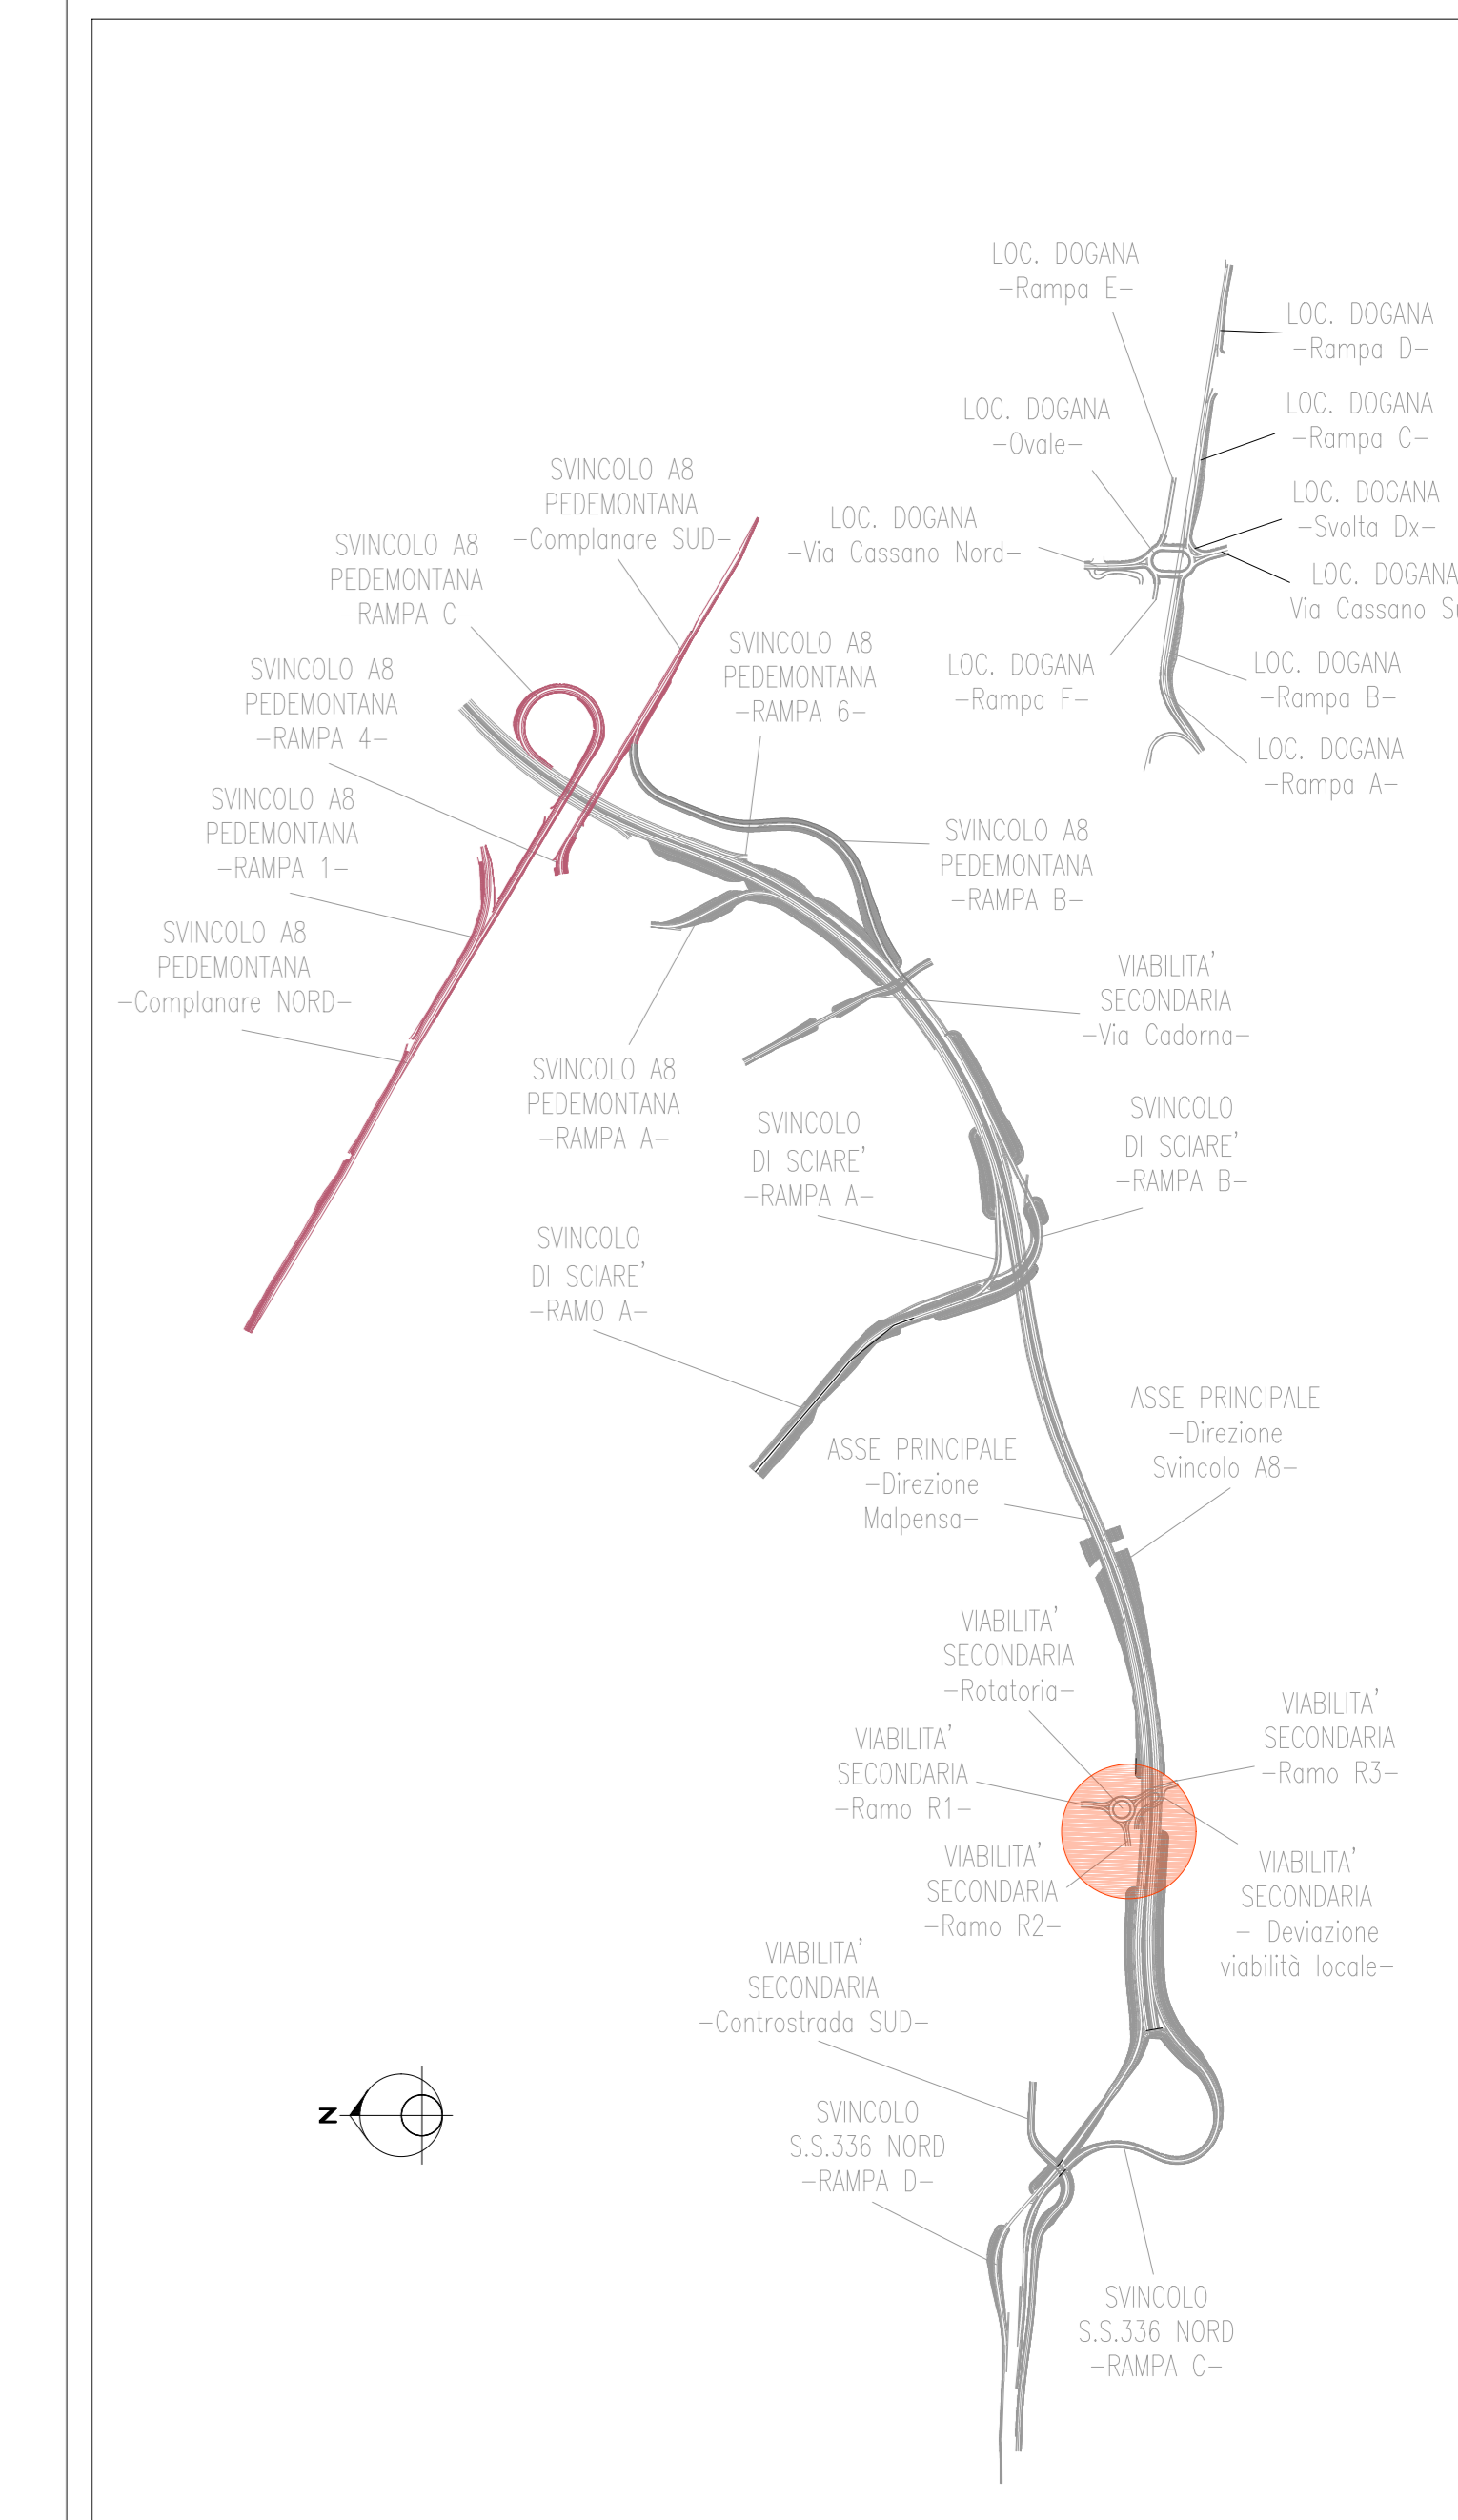 LOC. DOGANA
-Rampa E-
LOC. DOGANA
-Rampa D-
LOC. DOGANA
-Ovale-
LOC. DOGANA
-Rampa C-
SVINCOLO A8
PEDEMONTANA
-Complanare SUD-
LOC. DOGANA
-Svolta Dx-
LOC. DOGANA
-Via Cassano Nord-
SVINCOLO A8
PEDEMONTANA
-RAMPA C-
LOC. DOGANA
Via Cassano
SVINCOLO A8
PEDEMONTANA
-RAMPA 6-
LOC. DOGANA
-Rampa F-
LOC. DOGANA
-Rampa B-
SVINCOLO A8
PEDEMONTANA
-RAMPA 4-
LOC. DOGANA
-Rampa A-
SVINCOLO A8
PEDEMONTANA
-RAMPA 1-
SVINCOLO A8
PEDEMONTANA
-RAMPA B-
SVINCOLO A8
PEDEMONTANA
-Complanare NORD-
VIABILITA'
SECONDARIA
-Via Cadorna-
SVINCOLO A8
PEDEMONTANA
-RAMPA A-
SVINCOLO
DI SCIARE'
-RAMPA A-
SVINCOLO
DI SCIARE'
-RAMPA B-
SVINCOLO
DI SCIARE'
-RAMO A-
ASSE PRINCIPALE
-Direzione
Svincolo A8-
ASSE PRINCIPALE
-Direzione
Malpensa-
VIABILITA'
SECONDARIA
-Rotatoria-
VIABILITA'
SECONDARIA
-Ramo R3-
VIABILITA'
SECONDARIA
-Ramo R1-
VIABILITA'
SECONDARIA
-Ramo R2-
VIABILITA'
SECONDARIA
- Deviazione
viabilità locale-
VIABILITA'
SECONDARIA
-Controstrada SUD-
N
SVINCOLO
S.S.336 NORD
-RAMPA D-
SVINCOLO
S.S.336 NORD
-RAMPA C-